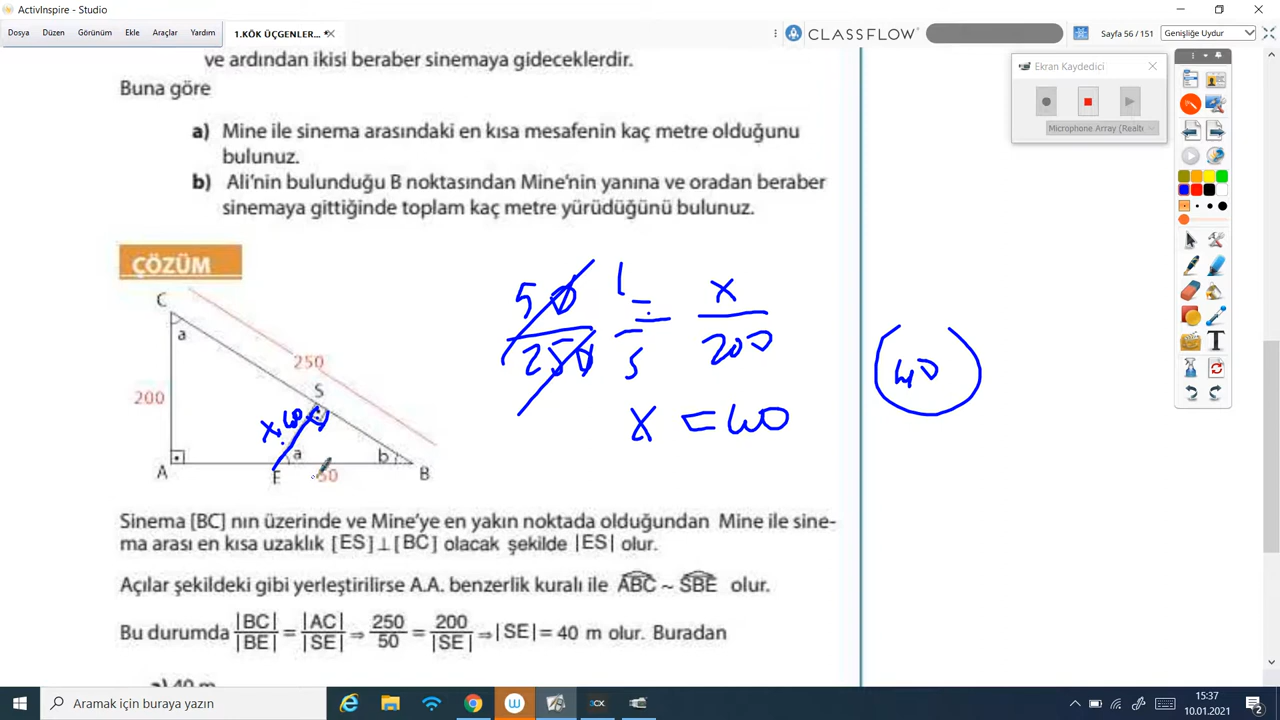 ActivInspire - Studio
Dosya Düzen Görünüm Ekle Araçlar Yardım
1.KÖK ÜÇGENLER...
CLASSFLOW
Sayfa 56 / 151
Genişliğe Uydur
Ekran Kaydedici
Microphone Array (Realte
ve ardından ikisi beraber sinemaya gideceklerdir.
Buna göre
a) Mine ile sinema arasındaki en kısa mesafenin kaç metre olduğunu
bulunuz.
b) Ali'nin bulunduğu B noktasından Mine'nin yanına ve oradan beraber
sinemaya gittiğinde toplam kaç metre yürüdüğünü bulunuz.
ÇÖZÜM
C
a
250
200
S
x 40
a
b
A
E
50
B
50/250 1/5 = x/200
x = 40
40
Sinema [BC] nın üzerinde ve Mine'ye en yakın noktada olduğundan Mine ile sine-
ma arası en kısa uzaklık [ES]⊥[BC] olacak şekilde |ES| olur.
Açılar şekildeki gibi yerleştirilirse A.A. benzerlik kuralı ile ABC ~ SBE olur.
Bu durumda |BC|/|BE| = |AC|/|SE| ⇒ 250/50 = 200/|SE| ⇒ |SE| = 40 m olur. Buradan
a) 40 m
Aramak için buraya yazın
15:37
10.01.2021
2